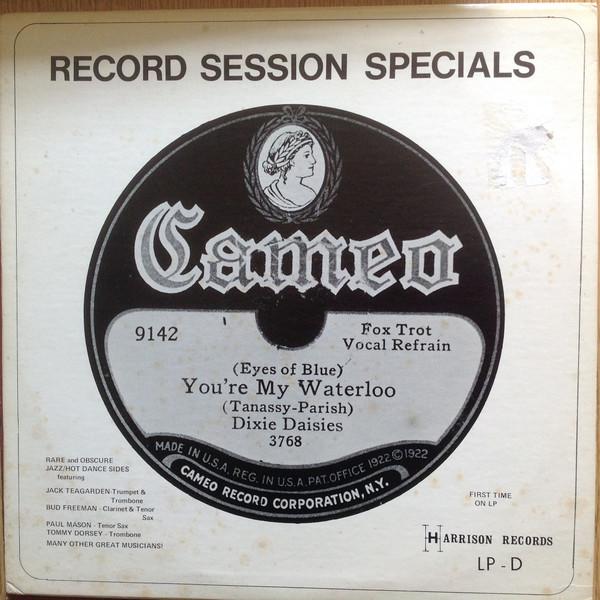 RECORD SESSION SPECIALS
Cameo
9142
Fox Trot
Vocal Refrain
(Eyes of Blue)
You're My Waterloo
(Tanassy-Parish)
Dixie Daisies
3768
MADE IN U.S.A. REG. IN U.S.A. PAT. OFFICE 1922 © 1922
CAMEO RECORD CORPORATION, N.Y.
RARE and OBSCURE
JAZZ/HOT DANCE SIDES
featuring
JACK TEAGARDEN-Trumpet &
Trombone
BUD FREEMAN - Clarinet & Tenor
Sax
PAUL MASON - Tenor Sax
TOMMY DORSEY - Trombone
MANY OTHER GREAT MUSICIANS!
FIRST TIME
ON LP
HARRISON RECORDS
LP - D